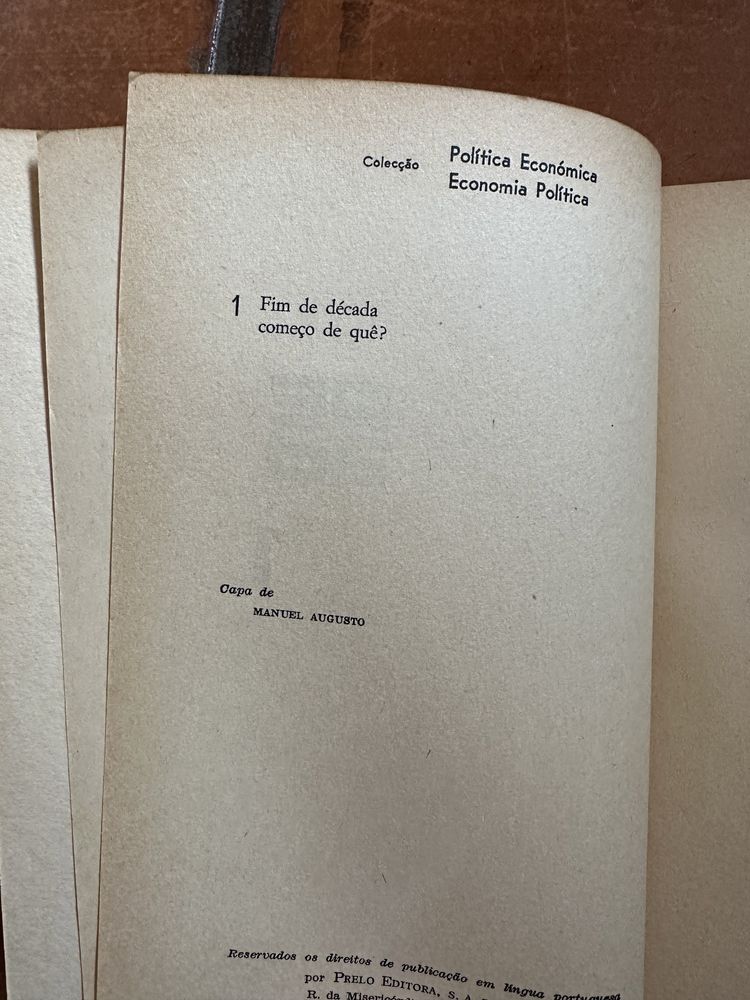 Colecção Política Económica
Economia Política
1 Fim de década
começo de quê?
Capa de
MANUEL AUGUSTO
Reservados os direitos de publicação em língua portuguesa
por PRELO EDITORA, S. A.
R. da